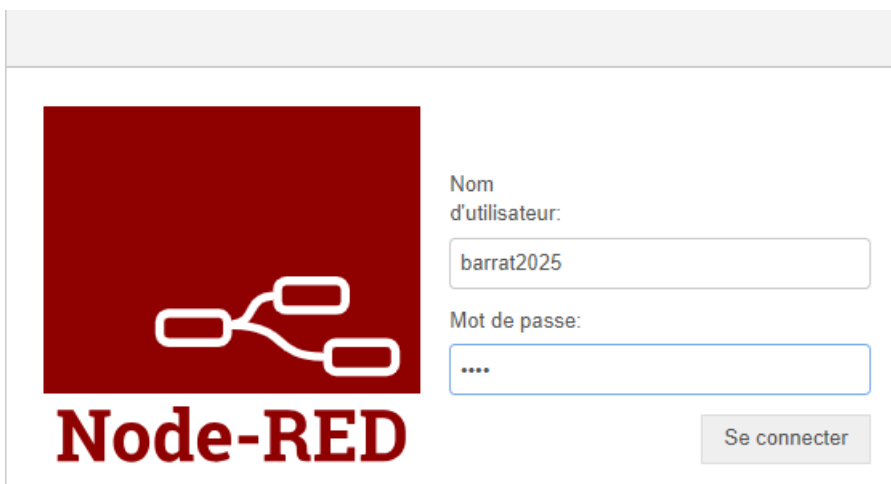 Nom
d'utilisateur:
barrat2025
Mot de passe:
••••
Se connecter
Node-RED